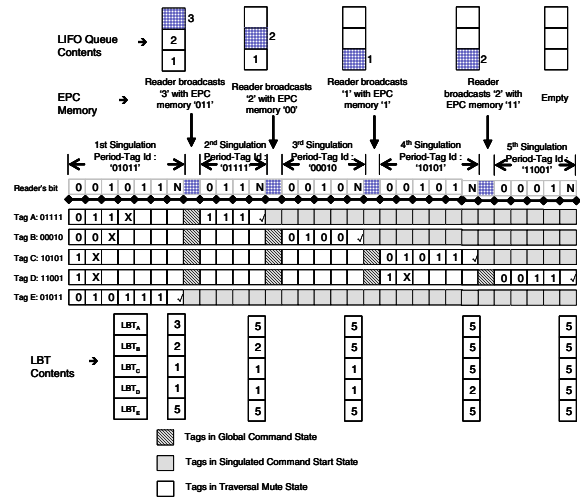 LIFO Queue Contents
3
2
1
2
1
1
2
EPC Memory
Reader broadcasts '3' with EPC memory '011'
Reader broadcasts '2' with EPC memory '00'
Reader broadcasts '1' with EPC memory '1'
Reader broadcasts '2' with EPC memory '11'
Empty
1st Singulation Period-Tag Id : '01011'
2nd Singulation Period-Tag Id : '01111'
3rd Singulation Period-Tag Id : '00010'
4th Singulation Period-Tag Id : '10101'
5th Singulation Period-Tag Id : '11001'
Reader's bit 0 0 1 0 1 1 N 0 1 1 1 N 0 0 0 1 0 N 0 1 0 1 1 N 0 0 0 1 1 N
Tag A: 01111 0 1 1 X 1 1 1 √
Tag B: 00010 0 0 X 0 1 0 0 √
Tag C: 10101 1 X 0 1 0 1 1 √
Tag D: 11001 1 X 1 X 0 0 1 1 √
Tag E: 01011 0 1 0 1 1 1 √
LBT Contents
LBTA 3 5 5 5 5
LBTB 2 2 5 5 5
LBTC 1 1 1 5 5
LBTD 1 1 1 2 5
LBTE 5 5 5 5 5
Tags in Global Command State
Tags in Singulated Command Start State
Tags in Traversal Mute State